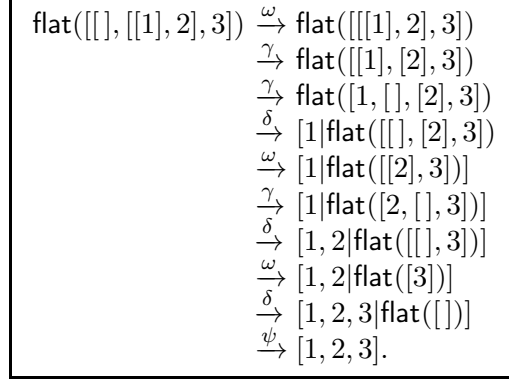 flat([[ ], [[1], 2], 3]) ω→ flat([[[1], 2], 3])
γ→ flat([[1], [2], 3])
γ→ flat([1, [ ], [2], 3])
δ→ [1|flat([[ ], [2], 3])
ω→ [1|flat([[2], 3])]
γ→ [1|flat([2, [ ], 3])]
δ→ [1, 2|flat([[ ], 3])]
ω→ [1, 2|flat([3])]
δ→ [1, 2, 3|flat([ ])]
ψ→ [1, 2, 3].